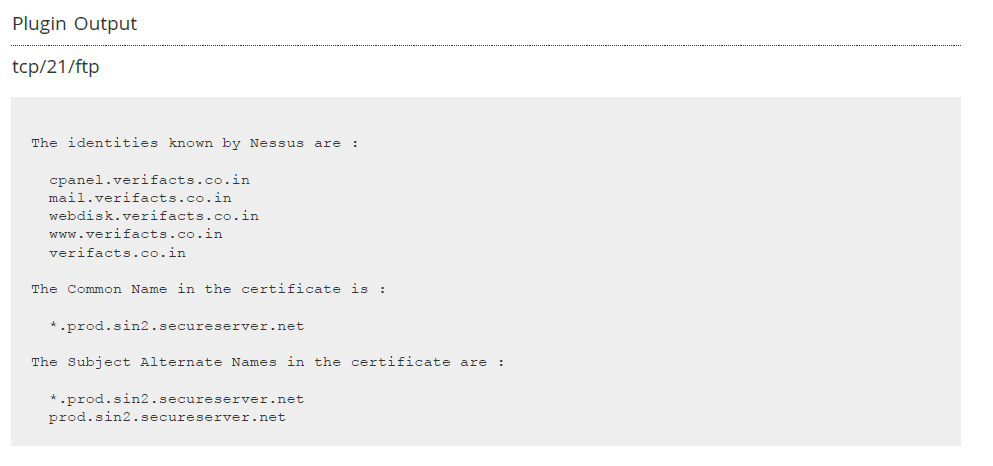 Plugin Output
tcp/21/ftp
The identities known by Nessus are :
cpanel.verifacts.co.in
mail.verifacts.co.in
webdisk.verifacts.co.in
www.verifacts.co.in
verifacts.co.in
The Common Name in the certificate is :
*.prod.sin2.secureserver.net
The Subject Alternate Names in the certificate are :
*.prod.sin2.secureserver.net
prod.sin2.secureserver.net